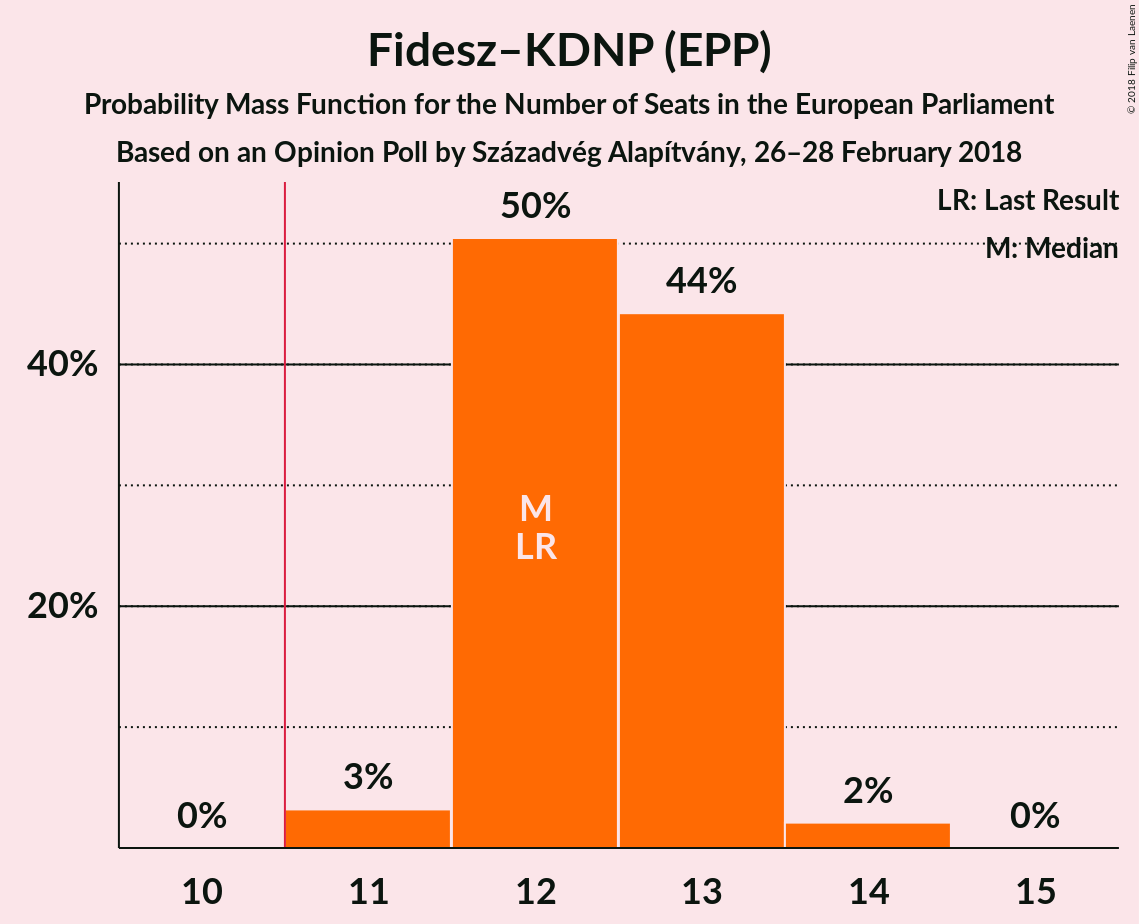 Fidesz–KDNP (EPP)
Probability Mass Function for the Number of Seats in the European Parliament
Based on an Opinion Poll by Századvég Alapítvány, 26–28 February 2018
© 2018 Filip van Laenen
LR: Last Result
M: Median
50%
44%
40%
M
LR
20%
3%
2%
0%
0%
10 11 12 13 14 15